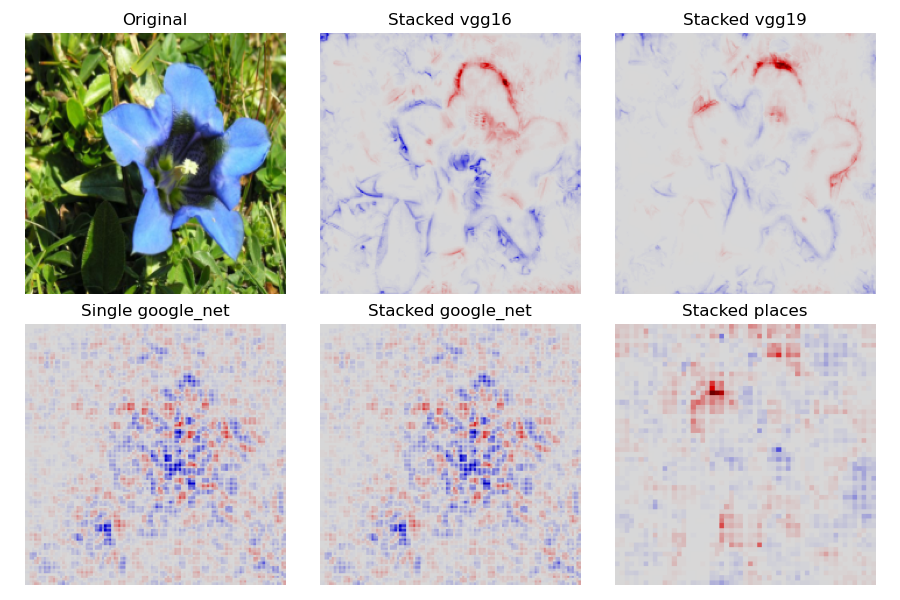 Original
Stacked vgg16
Stacked vgg19
Single google_net
Stacked google_net
Stacked places